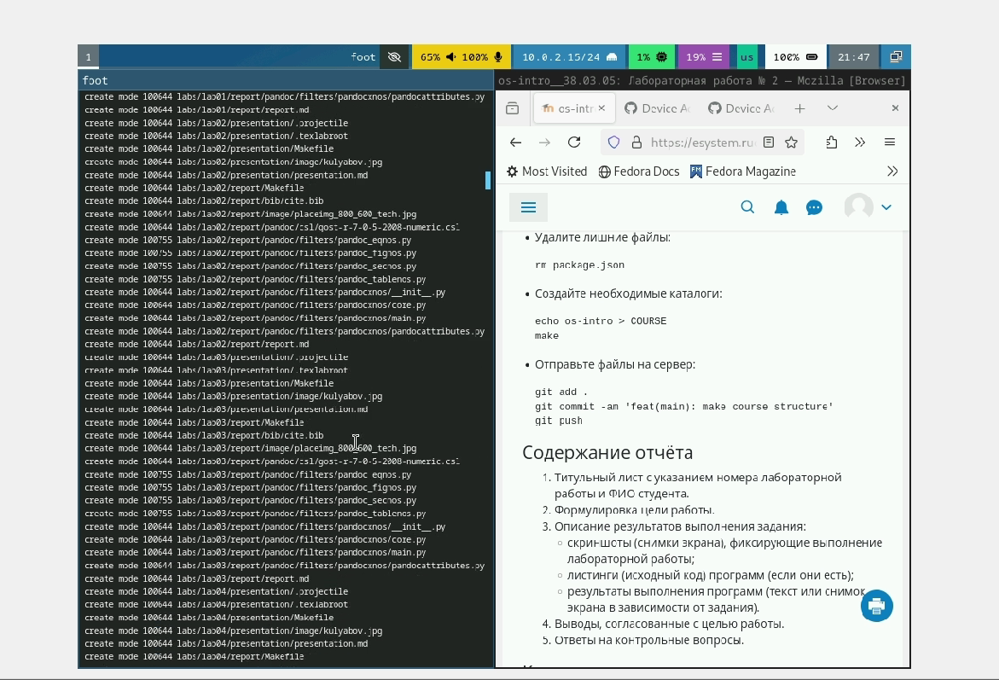 1
foot
65% 100%
10.0.2.15/24
1%
19%
us
100%
21:47
foot
create mode 100644 labs/lab01/report/pandoc/filters/pandocxnos/pandocattributes.py
create mode 100644 labs/lab01/report/report.md
create mode 100644 labs/lab02/presentation/.projectile
create mode 100644 labs/lab02/presentation/.texlabroot
create mode 100644 labs/lab02/presentation/Makefile
create mode 100644 labs/lab02/presentation/image/kulyabov.jpg
create mode 100644 labs/lab02/presentation/presentation.md
create mode 100644 labs/lab02/report/Makefile
create mode 100644 labs/lab02/report/bib/cite.bib
create mode 100644 labs/lab02/report/image/placeimg_800_600_tech.jpg
create mode 100644 labs/lab02/report/pandoc/csl/gost-r-7-0-5-2008-numeric.csl
create mode 100755 labs/lab02/report/pandoc/filters/pandoc_eqnos.py
create mode 100755 labs/lab02/report/pandoc/filters/pandoc_fignos.py
create mode 100755 labs/lab02/report/pandoc/filters/pandoc_secnos.py
create mode 100755 labs/lab02/report/pandoc/filters/pandoc_tablenos.py
create mode 100644 labs/lab02/report/pandoc/filters/pandocxnos/__init__.py
create mode 100644 labs/lab02/report/pandoc/filters/pandocxnos/core.py
create mode 100644 labs/lab02/report/pandoc/filters/pandocxnos/main.py
create mode 100644 labs/lab02/report/pandoc/filters/pandocxnos/pandocattributes.py
create mode 100644 labs/lab02/report/report.md
create mode 100644 labs/lab03/presentation/.projectile
create mode 100644 labs/lab03/presentation/.texlabroot
create mode 100644 labs/lab03/presentation/Makefile
create mode 100644 labs/lab03/presentation/image/kulyabov.jpg
create mode 100644 labs/lab03/presentation/presentation.md
create mode 100644 labs/lab03/report/Makefile
create mode 100644 labs/lab03/report/bib/cite.bib
create mode 100644 labs/lab03/report/image/placeimg_800_600_tech.jpg
create mode 100644 labs/lab03/report/pandoc/csl/gost-r-7-0-5-2008-numeric.csl
create mode 100755 labs/lab03/report/pandoc/filters/pandoc_eqnos.py
create mode 100755 labs/lab03/report/pandoc/filters/pandoc_fignos.py
create mode 100755 labs/lab03/report/pandoc/filters/pandoc_secnos.py
create mode 100755 labs/lab03/report/pandoc/filters/pandoc_tablenos.py
create mode 100644 labs/lab03/report/pandoc/filters/pandocxnos/__init__.py
create mode 100644 labs/lab03/report/pandoc/filters/pandocxnos/core.py
create mode 100644 labs/lab03/report/pandoc/filters/pandocxnos/main.py
create mode 100644 labs/lab03/report/pandoc/filters/pandocxnos/pandocattributes.py
create mode 100644 labs/lab03/report/report.md
create mode 100644 labs/lab04/presentation/.projectile
create mode 100644 labs/lab04/presentation/.texlabroot
create mode 100644 labs/lab04/presentation/Makefile
create mode 100644 labs/lab04/presentation/image/kulyabov.jpg
create mode 100644 labs/lab04/presentation/presentation.md
create mode 100644 labs/lab04/report/Makefile
os-intro__38.03.05: Лабораторная работа № 2 — Mozilla [Browser]
os-intr
Device Ac
Device Ac
https://esystem.ru
Most Visited
Fedora Docs
Fedora Magazine
• Удалите лишние файлы:
rm package.json
• Создайте необходимые каталоги:
echo os-intro > COURSE
make
• Отправьте файлы на сервер:
git add .
git commit -am 'feat(main): make course structure'
git push
Содержание отчёта
1. Титульный лист с указанием номера лабораторной
работы и ФИО студента.
2. Формулировка цели работы.
3. Описание результатов выполнения задания:
◦ скриншоты (снимки экрана), фиксирующие выполнение
лабораторной работы;
◦ листинги (исходный код) программ (если они есть);
◦ результаты выполнения программ (текст или снимок
экрана в зависимости от задания).
4. Выводы, согласованные с целью работы.
5. Ответы на контрольные вопросы.